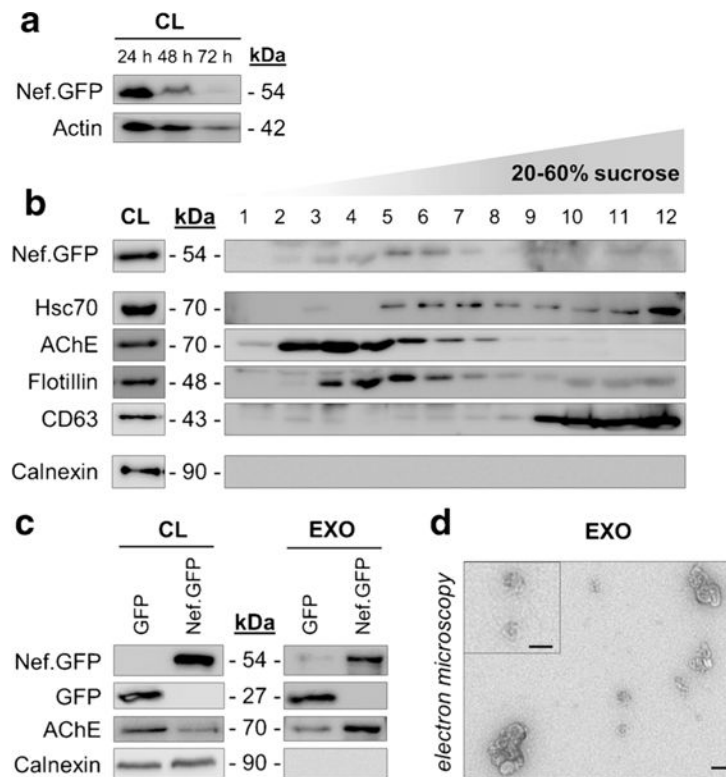 a
CL
24 h 48 h 72 h kDa
Nef.GFP - 54
Actin - 42
20-60% sucrose
b
CL kDa 1 2 3 4 5 6 7 8 9 10 11 12
Nef.GFP - 54 -
Hsc70 - 70 -
AChE - 70 -
Flotillin - 48 -
CD63 - 43 -
Calnexin - 90 -
c
CL EXO
GFP Nef.GFP kDa GFP Nef.GFP
Nef.GFP - 54 -
GFP - 27 -
AChE - 70 -
Calnexin - 90 -
d
EXO
electron microscopy